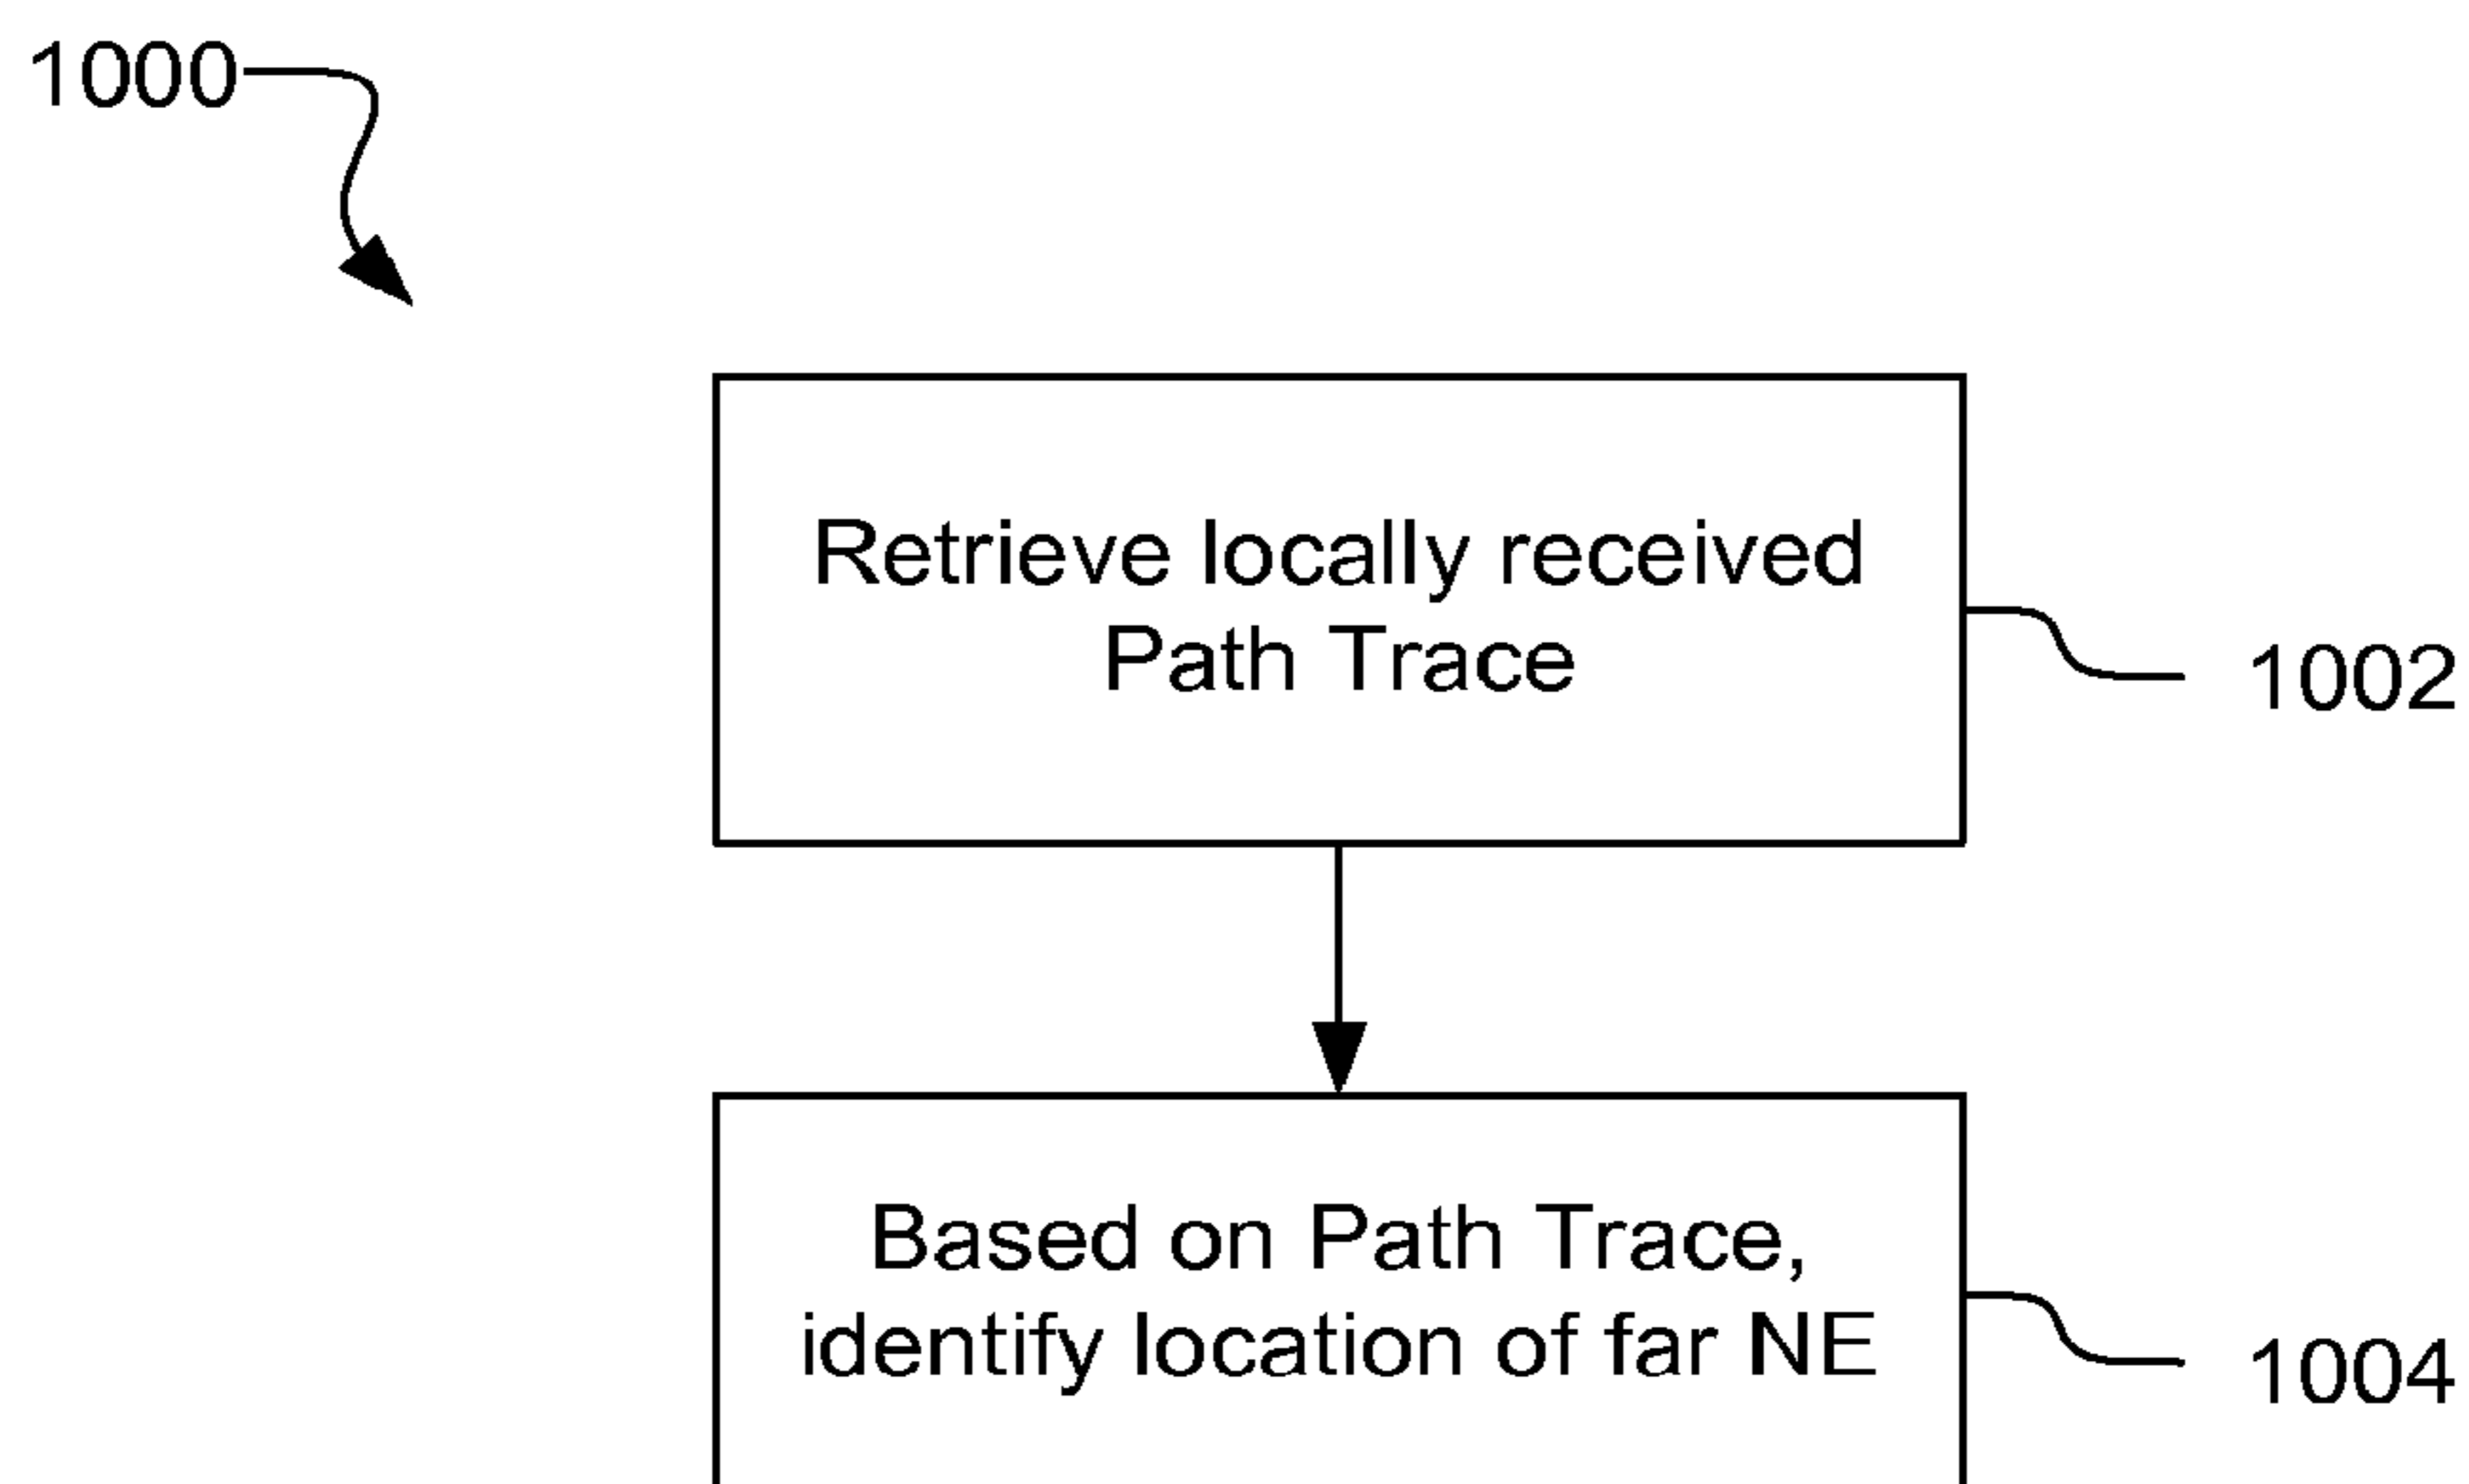 1000
Retrieve locally received
Path Trace
1002
Based on Path Trace,
identify location of far NE
1004